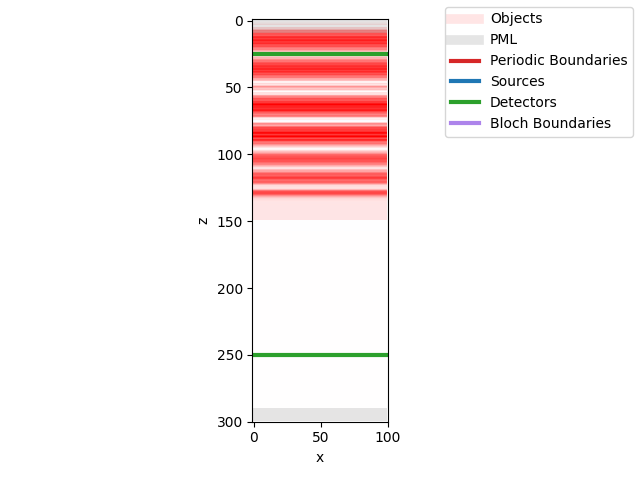 0
50
100
150
200
250
300
z
0
50
100
x
Objects
PML
Periodic Boundaries
Sources
Detectors
Bloch Boundaries